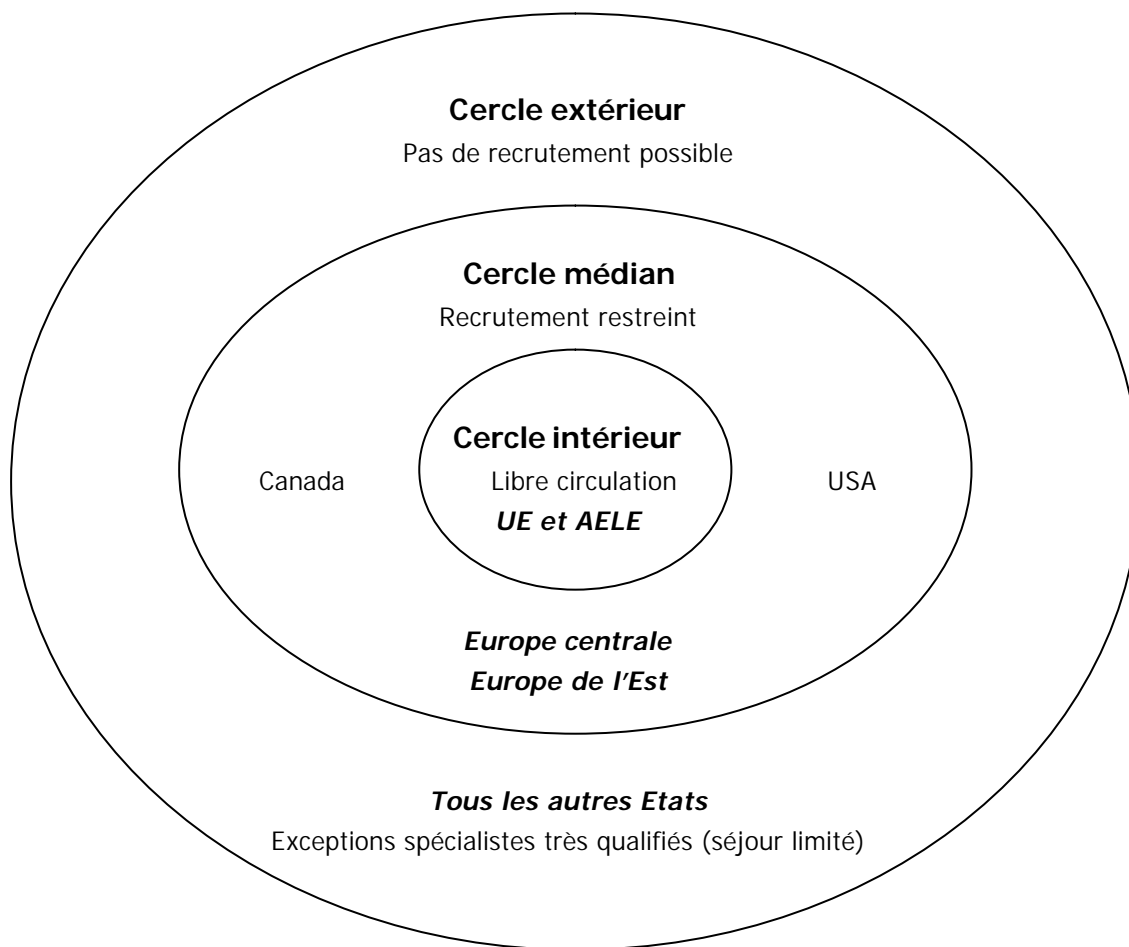 Cercle extérieur
Pas de recrutement possible
Cercle médian
Recrutement restreint
Cercle intérieur
Canada
Libre circulation
USA
UE et AELE
Europe centrale
Europe de l'Est
Tous les autres Etats
Exceptions spécialistes très qualifiés (séjour limité)